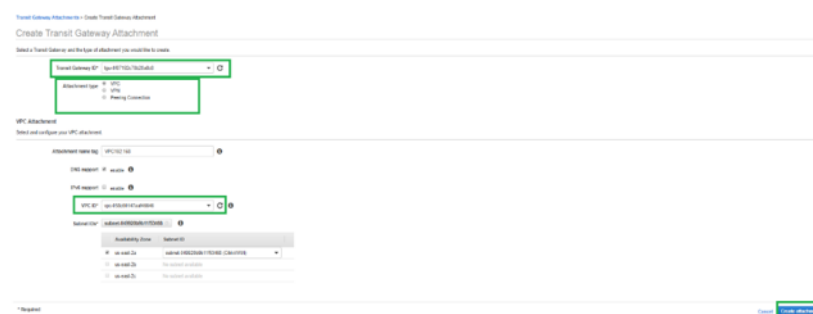 Transit Gateway Attachments > Create Transit Gateway Attachment
Create Transit Gateway Attachment
Select a Transit Gateway and the type of attachment you would like to create.
Transit Gateway ID*
Attachment type
VPC
VPN
Peering Connection
VPC Attachment
Select and configure your VPC attachment.
Attachment name tag
DNS support enable
IPv6 support enable
VPC ID*
Subnet IDs*
Availability Zone Subnet ID
us-east-2a
us-east-2b No subnet available
us-east-2c No subnet available
* Required Cancel Create attachment